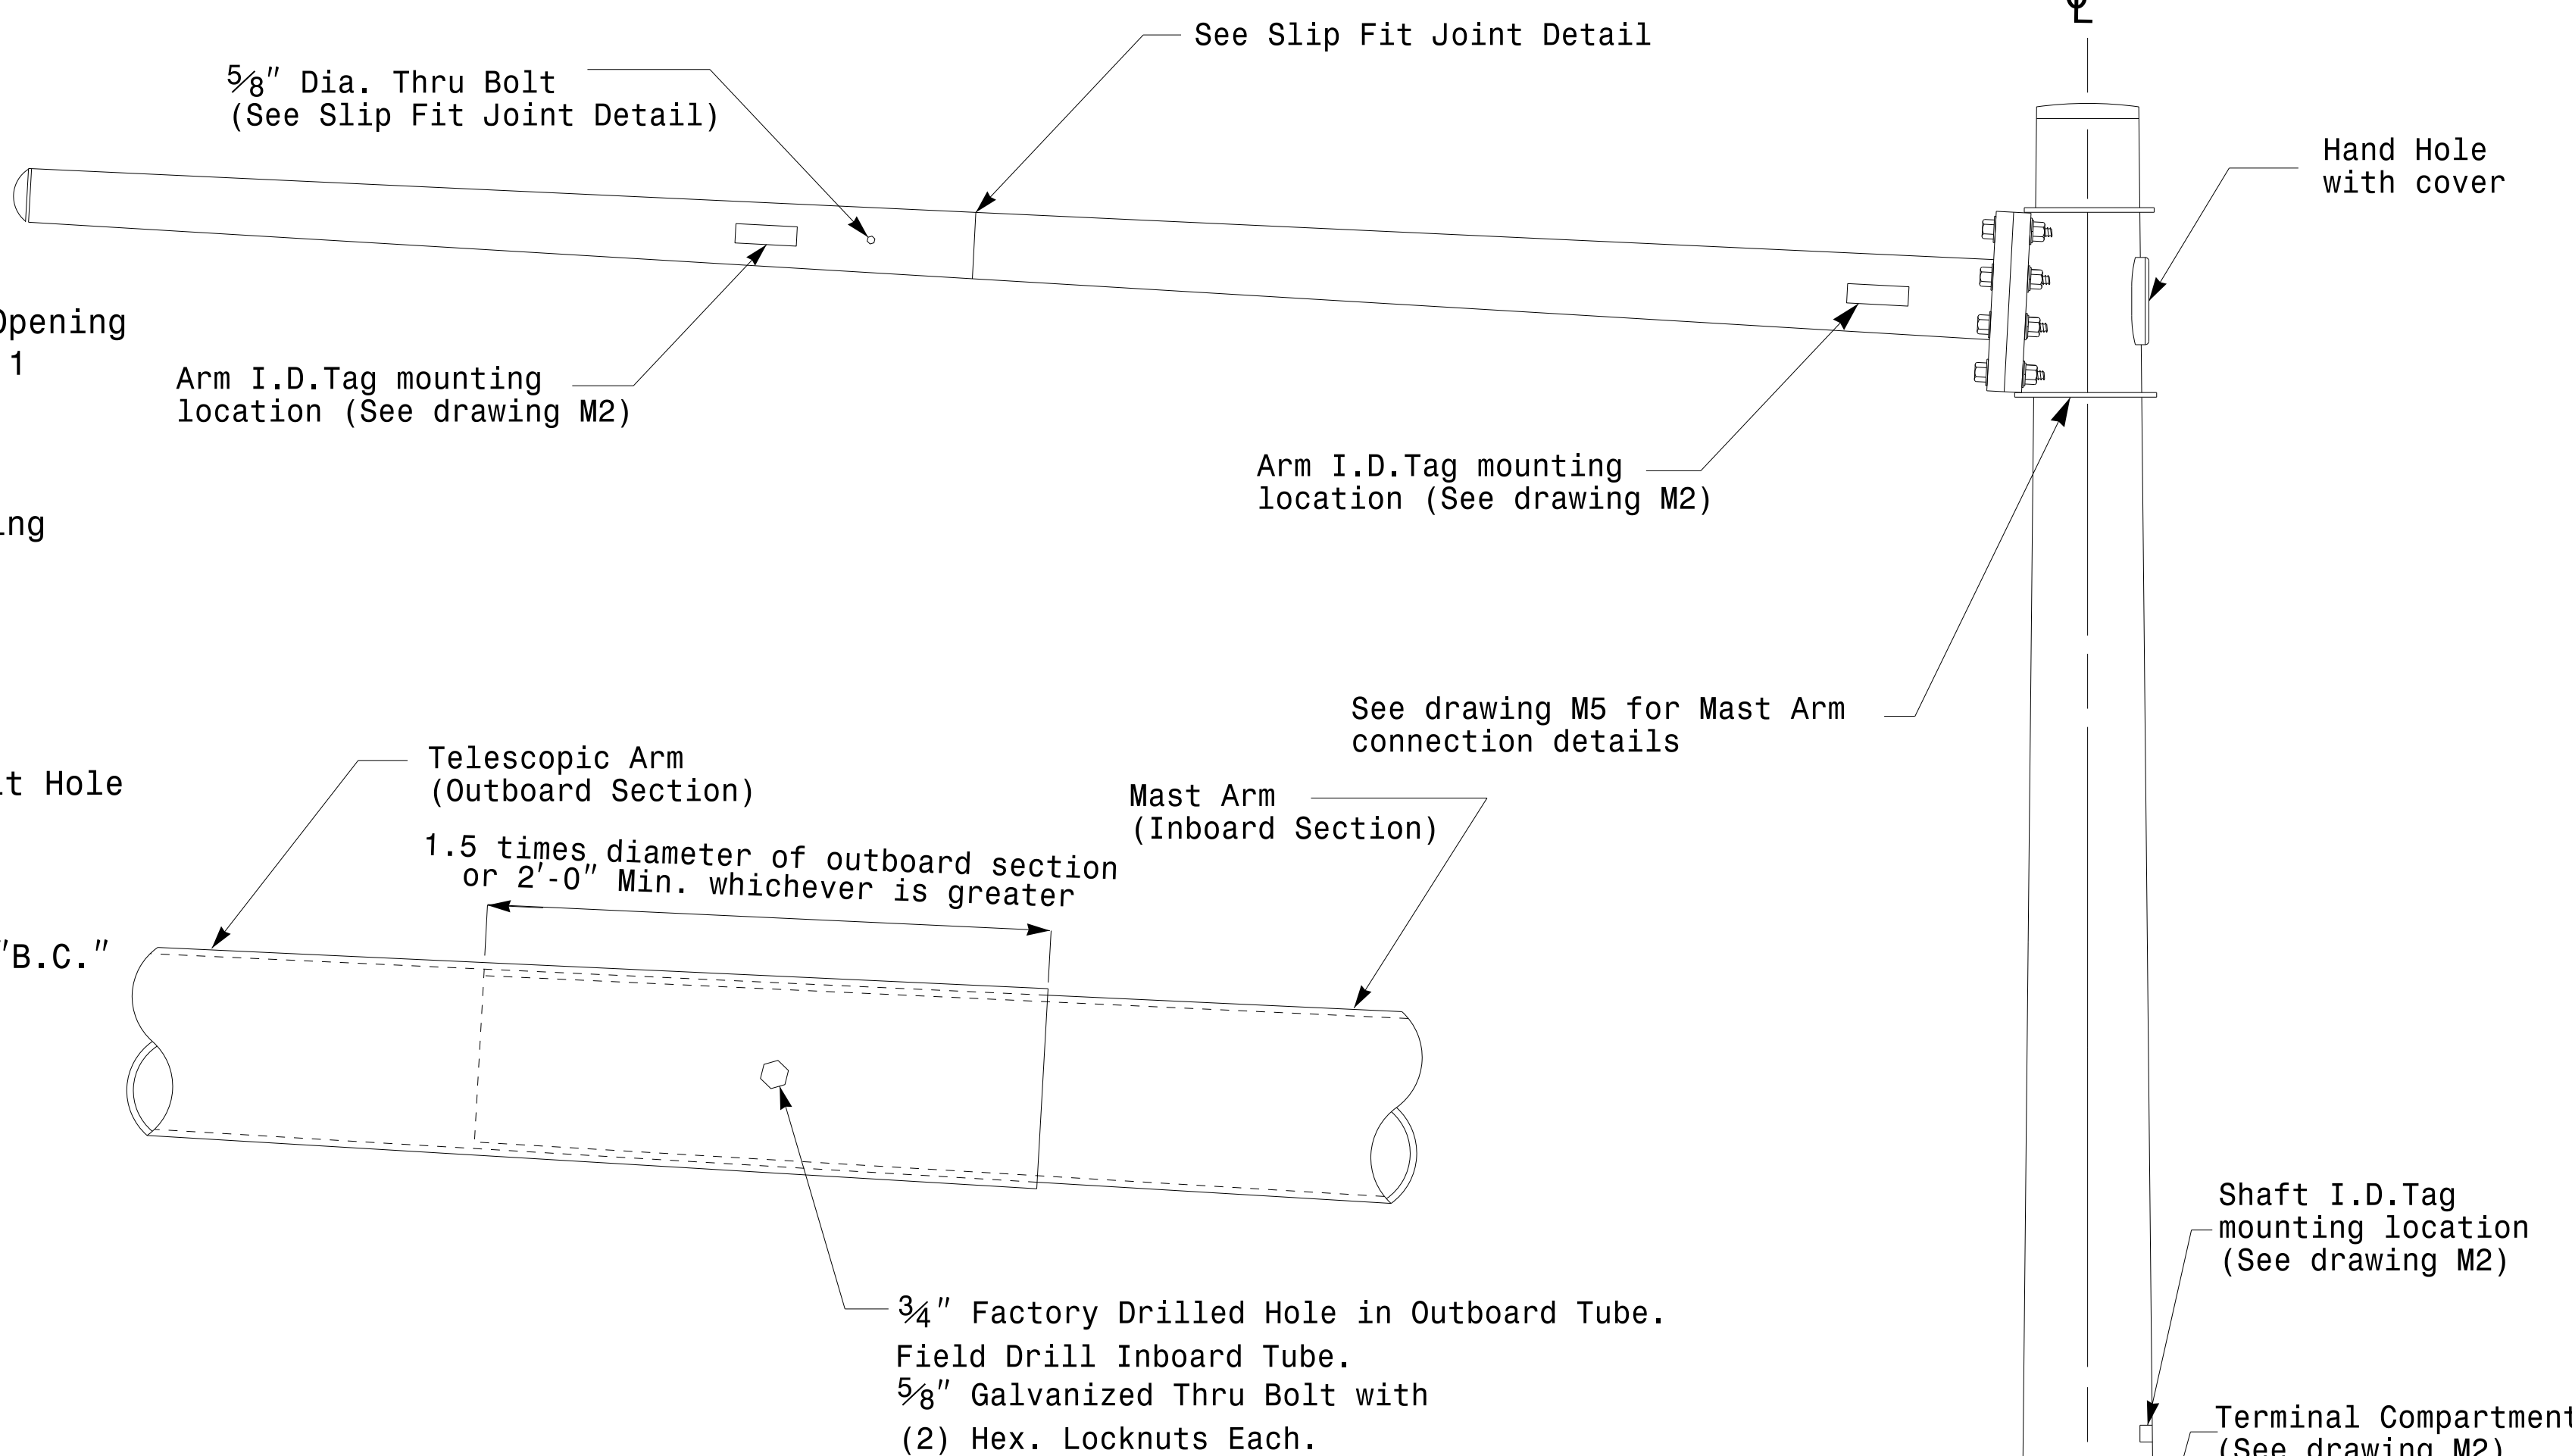 ℄
See Slip Fit Joint Detail
⅝" Dia. Thru Bolt
(See Slip Fit Joint Detail)
Hand Hole
with cover
Opening
1
Arm I.D.Tag mounting
location (See drawing M2)
Arm I.D.Tag mounting
location (See drawing M2)
See drawing M5 for Mast Arm
connection details
Telescopic Arm
(Outboard Section)
Hole
Mast Arm
(Inboard Section)
1.5 times diameter of outboard section
or 2'-0" Min. whichever is greater
"B.C."
Shaft I.D.Tag
mounting location
(See drawing M2)
¾" Factory Drilled Hole in Outboard Tube.
Field Drill Inboard Tube.
⅝" Galvanized Thru Bolt with
(2) Hex. Locknuts Each.
Terminal Compartment
(See drawing M2)